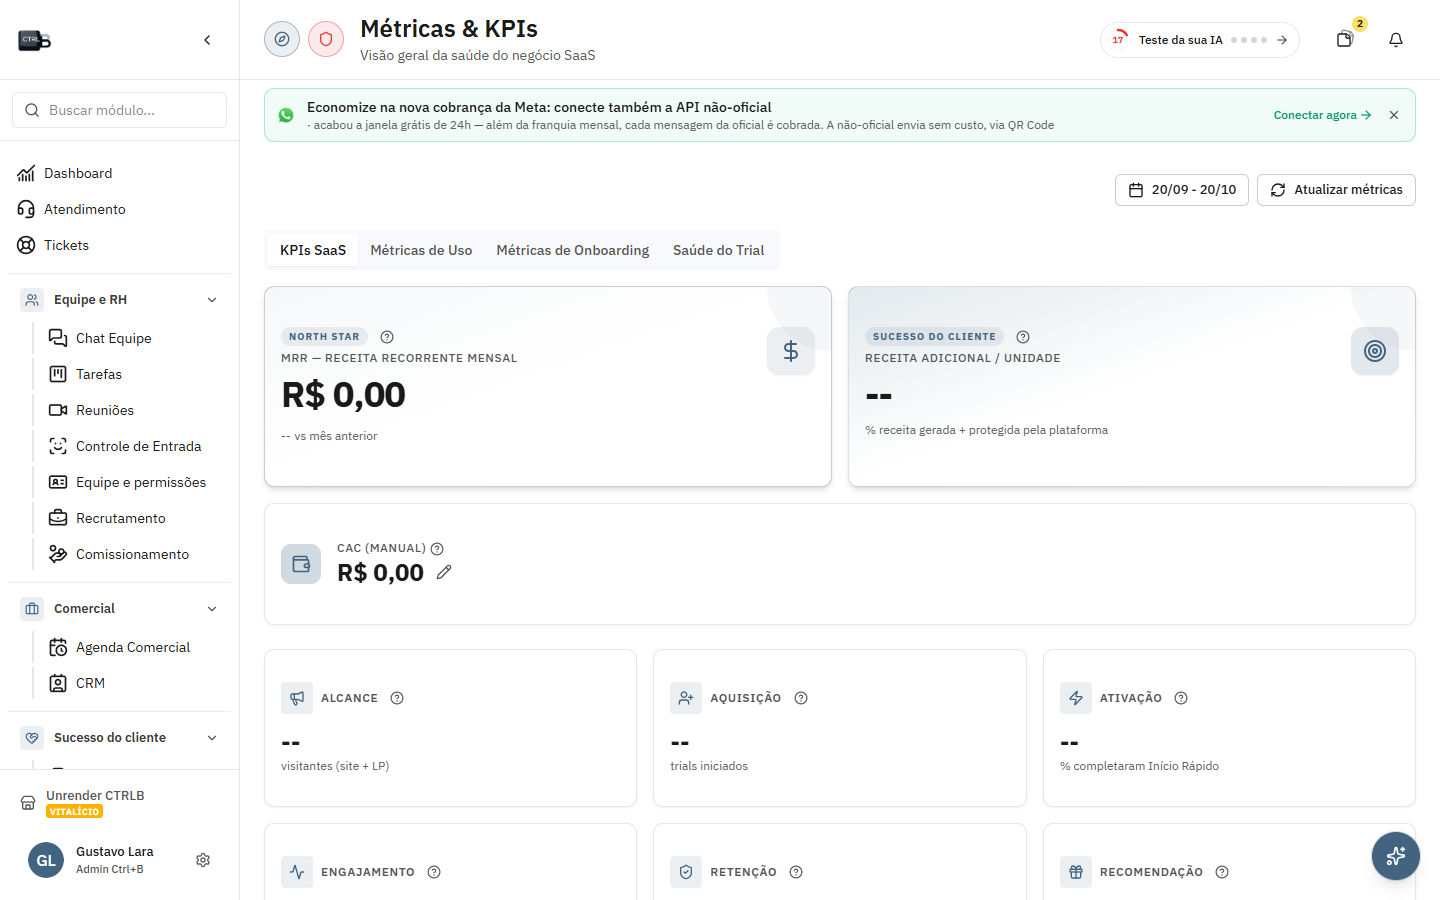 CTRL B
Métricas & KPIs
Visão geral da saúde do negócio SaaS
17
Teste da sua IA
2
Buscar módulo...
Economize na nova cobrança da Meta: conecte também a API não-oficial
· acabou a janela grátis de 24h — além da franquia mensal, cada mensagem da oficial é cobrada. A não-oficial envia sem custo, via QR Code
Conectar agora
Dashboard
Atendimento
Tickets
Equipe e RH
Chat Equipe
Tarefas
Reuniões
Controle de Entrada
Equipe e permissões
Recrutamento
Comissionamento
Comercial
Agenda Comercial
CRM
Sucesso do cliente
Unrender CTRLB
VITALÍCIO
GL
Gustavo Lara
Admin Ctrl+B
20/09 - 20/10
Atualizar métricas
KPIs SaaS
Métricas de Uso
Métricas de Onboarding
Saúde do Trial
NORTH STAR
MRR — RECEITA RECORRENTE MENSAL
R$ 0,00
-- vs mês anterior
SUCESSO DO CLIENTE
RECEITA ADICIONAL / UNIDADE
--
% receita gerada + protegida pela plataforma
CAC (MANUAL)
R$ 0,00
ALCANCE
--
visitantes (site + LP)
AQUISIÇÃO
--
trials iniciados
ATIVAÇÃO
--
% completaram Início Rápido
ENGAJAMENTO
RETENÇÃO
RECOMENDAÇÃO